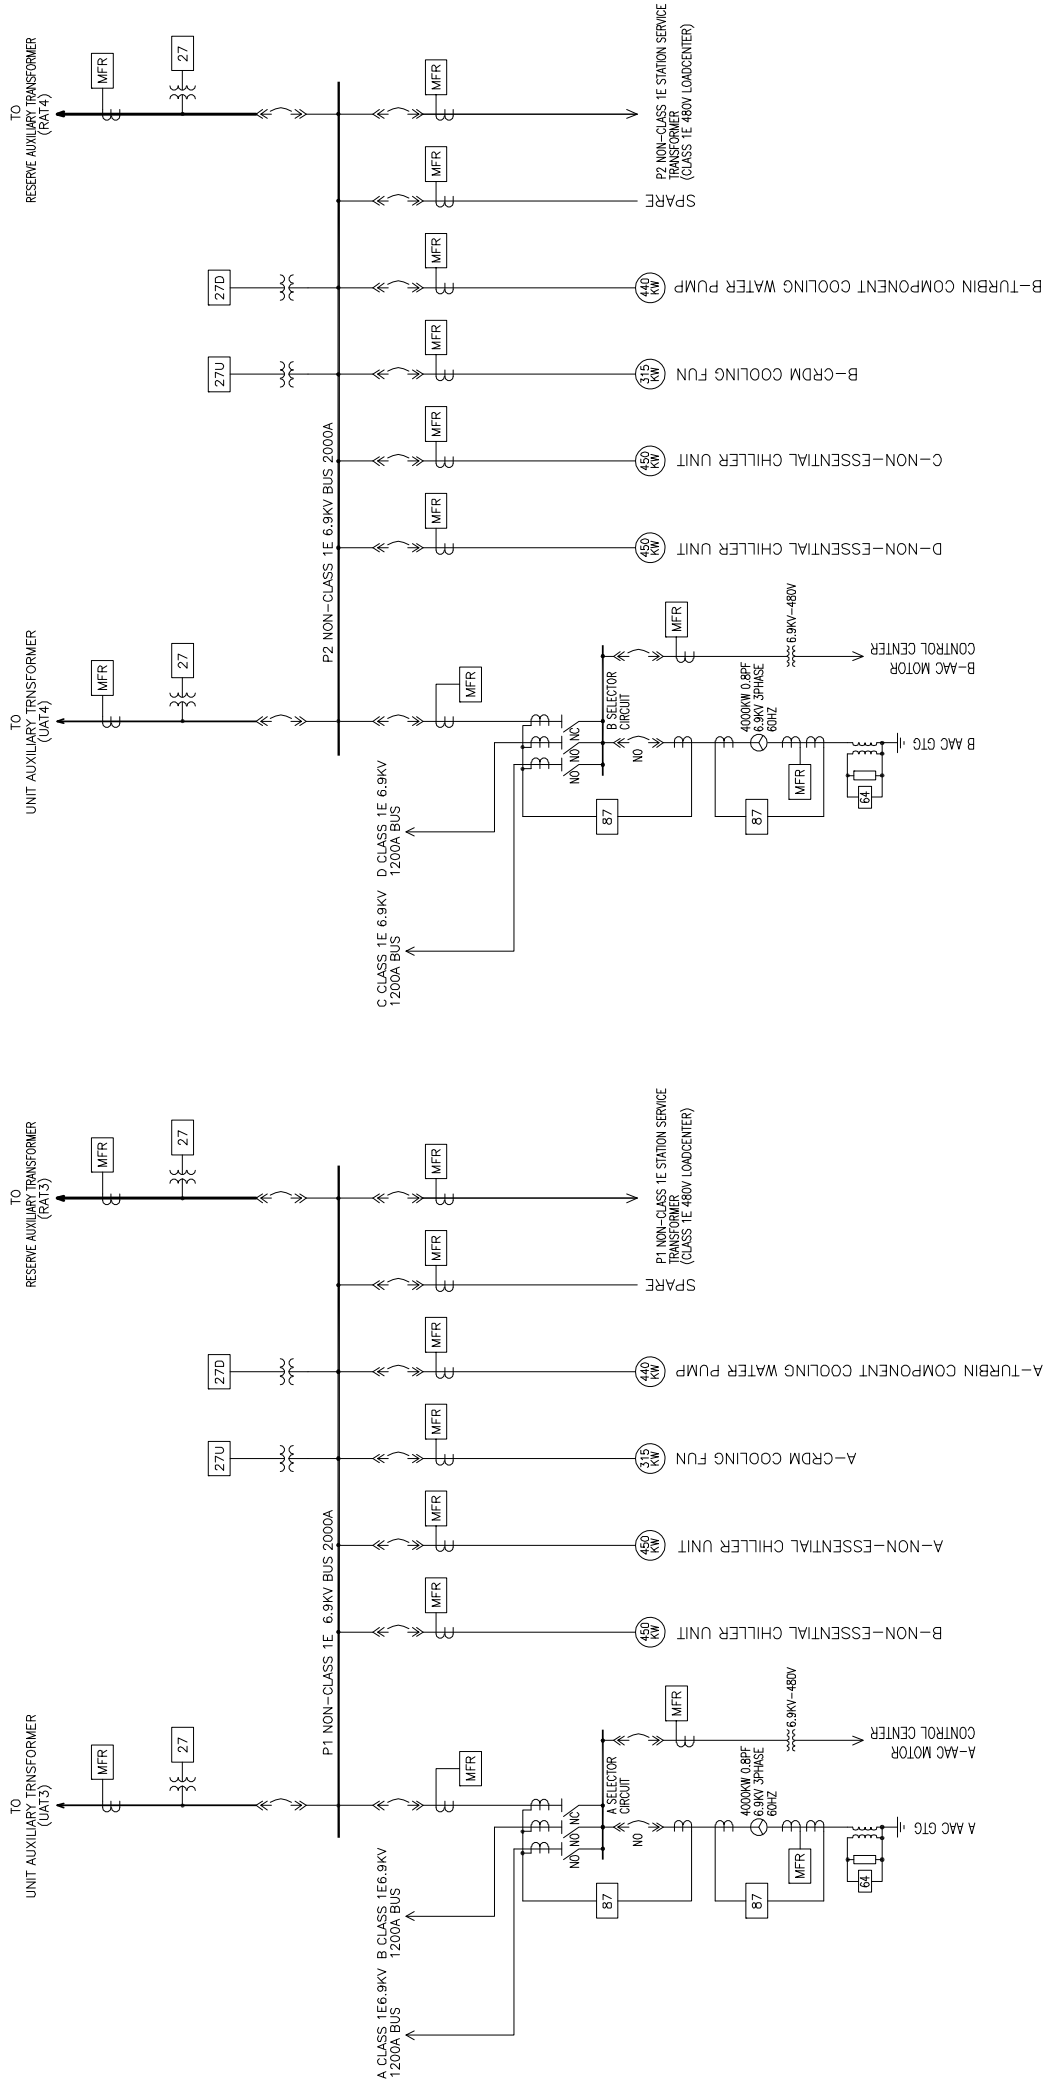 TO
RESERVE AUXILIARY TRANSFORMER
(RAT4)
MFR
27
TO
UNIT AUXILIARY TRNSFORMER
(UAT4)
MFR
27
27D
27U
P2 NON-CLASS 1E 6.9KV BUS 2000A
MFR
MFR
MFR
MFR
MFR
MFR
MFR
P2 NON-CLASS 1E STATION SERVICE
TRANSFORMER
(CLASS 1E 480V LOADCENTER)
SPARE
440
KW
B-TURBIN COMPONENT COOLING WATER PUMP
315
KW
B-CRDM COOLING FUN
450
KW
C-NON-ESSENTIAL CHILLER UNIT
450
KW
D-NON-ESSENTIAL CHILLER UNIT
C CLASS 1E 6.9KV
1200A BUS
D CLASS 1E 6.9KV
1200A BUS
NO
NO
NC
B SELECTOR
CIRCUIT
NO
87
MFR
6.9KV-480V
B-AAC MOTOR
CONTROL CENTER
4000KW 0.8PF
6.9KV 3PHASE
60HZ
87
MFR
64
B AAC GTG
TO
RESERVE AUXILIARY TRANSFORMER
(RAT3)
MFR
27
TO
UNIT AUXILIARY TRNSFORMER
(UAT3)
MFR
27
27D
27U
P1 NON-CLASS 1E 6.9KV BUS 2000A
MFR
MFR
MFR
MFR
MFR
MFR
MFR
P1 NON-CLASS 1E STATION SERVICE
TRANSFORMER
(CLASS 1E 480V LOADCENTER)
SPARE
440
KW
A-TURBIN COMPONENT COOLING WATER PUMP
315
KW
A-CRDM COOLING FUN
450
KW
A-NON-ESSENTIAL CHILLER UNIT
450
KW
B-NON-ESSENTIAL CHILLER UNIT
A CLASS 1E6.9KV
1200A BUS
B CLASS 1E6.9KV
1200A BUS
NO
NO
NC
A SELECTOR
CIRCUIT
NO
87
MFR
6.9KV-480V
A-AAC MOTOR
CONTROL CENTER
4000KW 0.8PF
6.9KV 3PHASE
60HZ
87
MFR
64
A AAC GTG